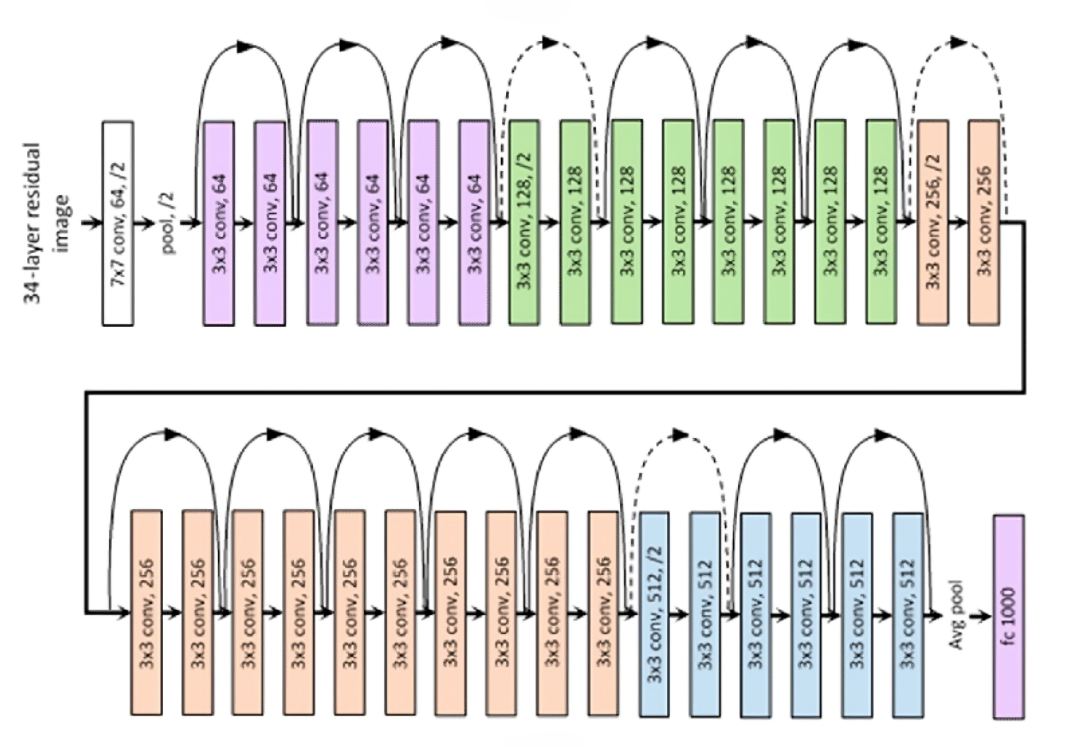 34-layer residual
image
7x7 conv, 64, /2
pool, /2
3x3 conv, 64
3x3 conv, 64
3x3 conv, 64
3x3 conv, 64
3x3 conv, 64
3x3 conv, 64
3x3 conv, 128, /2
3x3 conv, 128
3x3 conv, 128
3x3 conv, 128
3x3 conv, 128
3x3 conv, 128
3x3 conv, 128
3x3 conv, 128
3x3 conv, 256, /2
3x3 conv, 256
3x3 conv, 256
3x3 conv, 256
3x3 conv, 256
3x3 conv, 256
3x3 conv, 256
3x3 conv, 256
3x3 conv, 256
3x3 conv, 256
3x3 conv, 256
3x3 conv, 256
3x3 conv, 512, /2
3x3 conv, 512
3x3 conv, 512
3x3 conv, 512
3x3 conv, 512
3x3 conv, 512
Avg pool
fc 1000